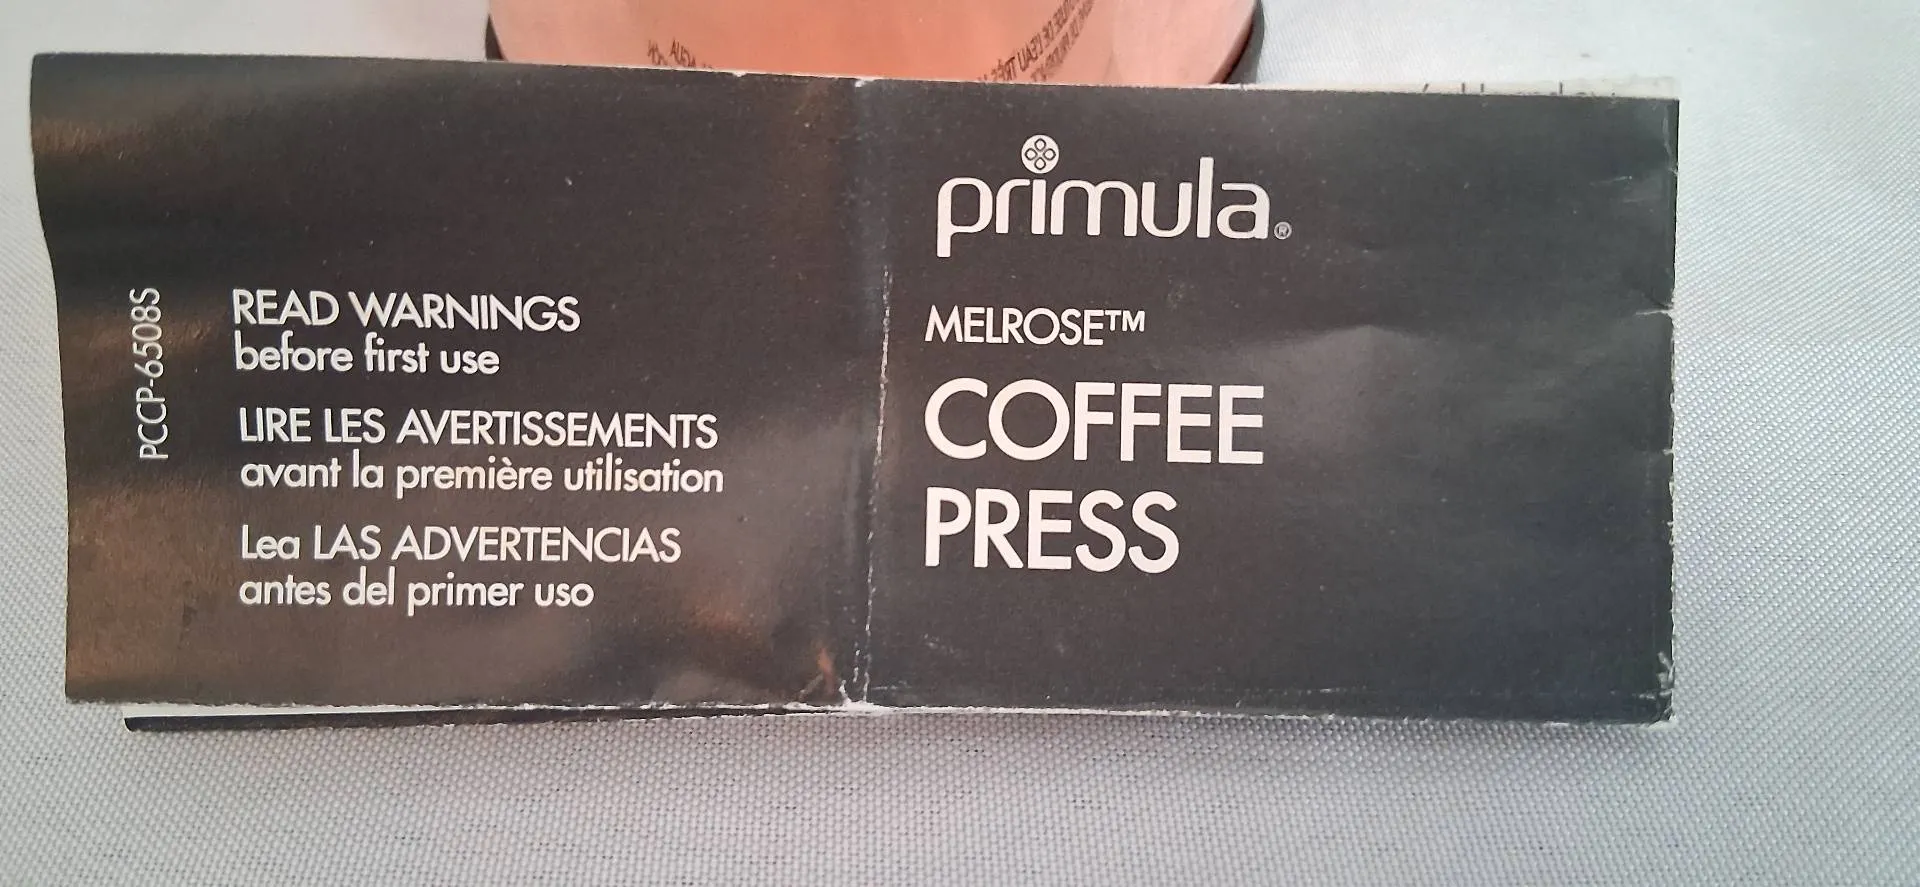 PCCP-6508S
READ WARNINGS
before first use
LIRE LES AVERTISSEMENTS
avant la première utilisation
Lea LAS ADVERTENCIAS
antes del primer uso
primula®
MELROSE™
COFFEE
PRESS